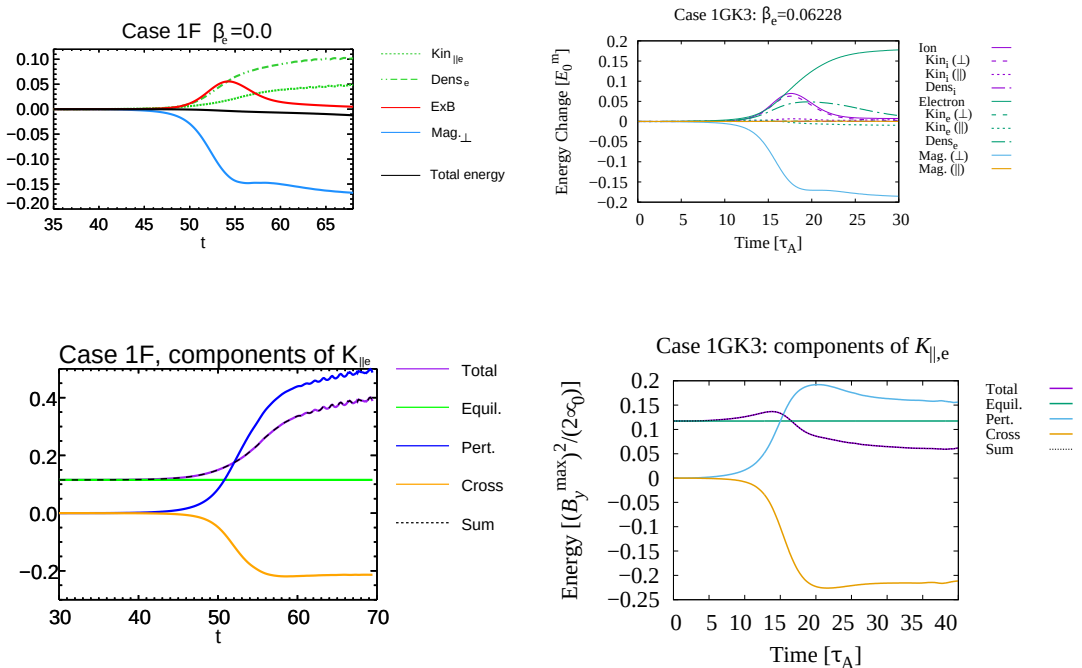 Case 1F β_e=0.0
0.10
0.05
0.00
−0.05
−0.10
−0.15
−0.20
35 40 45 50 55 60 65
t
Kin_||e
Dens_e
ExB
Mag._⊥
Total energy
Case 1GK3: β_e=0.06228
Energy Change [E_0^m]
0.2
0.15
0.1
0.05
0
−0.05
−0.1
−0.15
−0.2
0 5 10 15 20 25 30
Time [τ_A]
Ion
Kin_i (⊥)
Kin_i (∥)
Dens_i
Electron
Kin_e (⊥)
Kin_e (∥)
Dens_e
Mag. (⊥)
Mag. (∥)
Case 1F, components of K_||e
0.4
0.2
0.0
−0.2
30 40 50 60 70
t
Total
Equil.
Pert.
Cross
Sum
Case 1GK3: components of K_∥,e
Energy [(B_y^max)^2/(2∝_0)]
0.2
0.15
0.1
0.05
0
−0.05
−0.1
−0.15
−0.2
−0.25
0 5 10 15 20 25 30 35 40
Time [τ_A]
Total
Equil.
Pert.
Cross
Sum